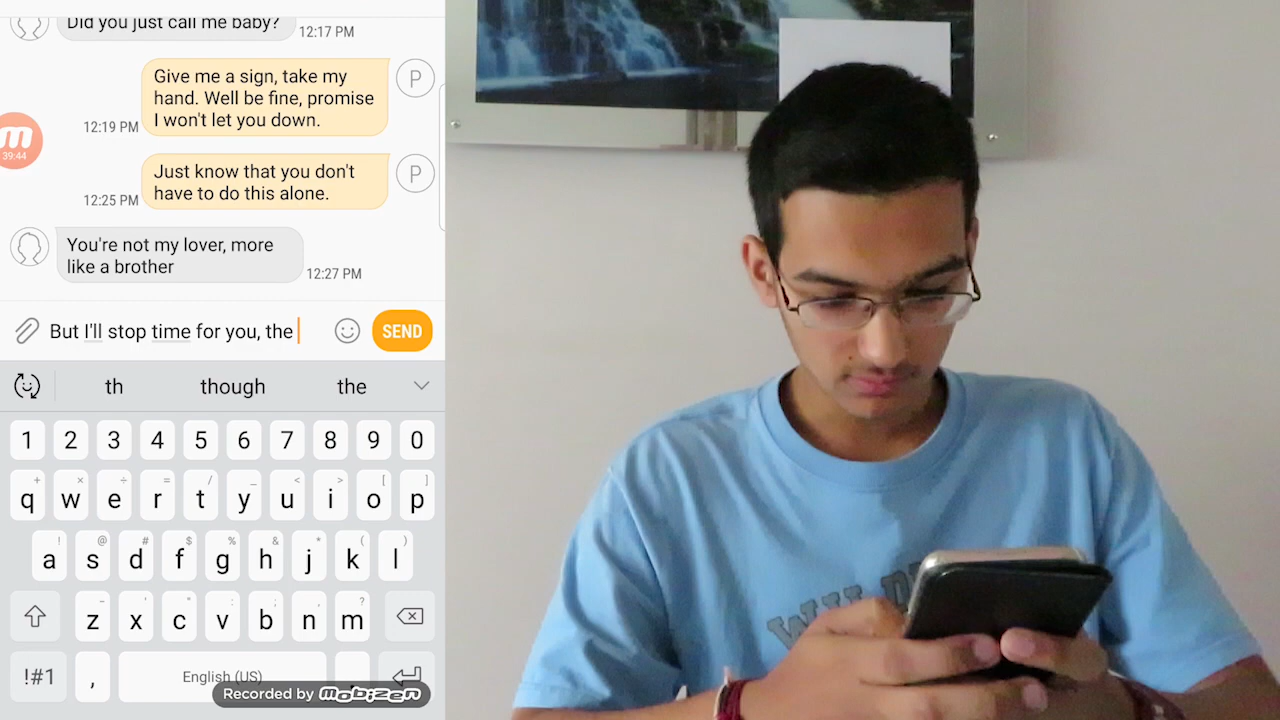 Did you just call me baby?
12:17 PM
Give me a sign, take my
hand. Well be fine, promise
I won't let you down.
P
12:19 PM
39:44
Just know that you don't
have to do this alone.
P
12:25 PM
You're not my lover, more
like a brother
12:27 PM
But I'll stop time for you, the
SEND
th though the
1 2 3 4 5 6 7 8 9 0
+ × ÷ = / _ < > [ ]
q w e r t y u i o p
! @ # $ % & * ( )
a s d f g h j k l
- ' " : ; , ?
z x c v b n m
!#1 , English (US)
Recorded by mobizen